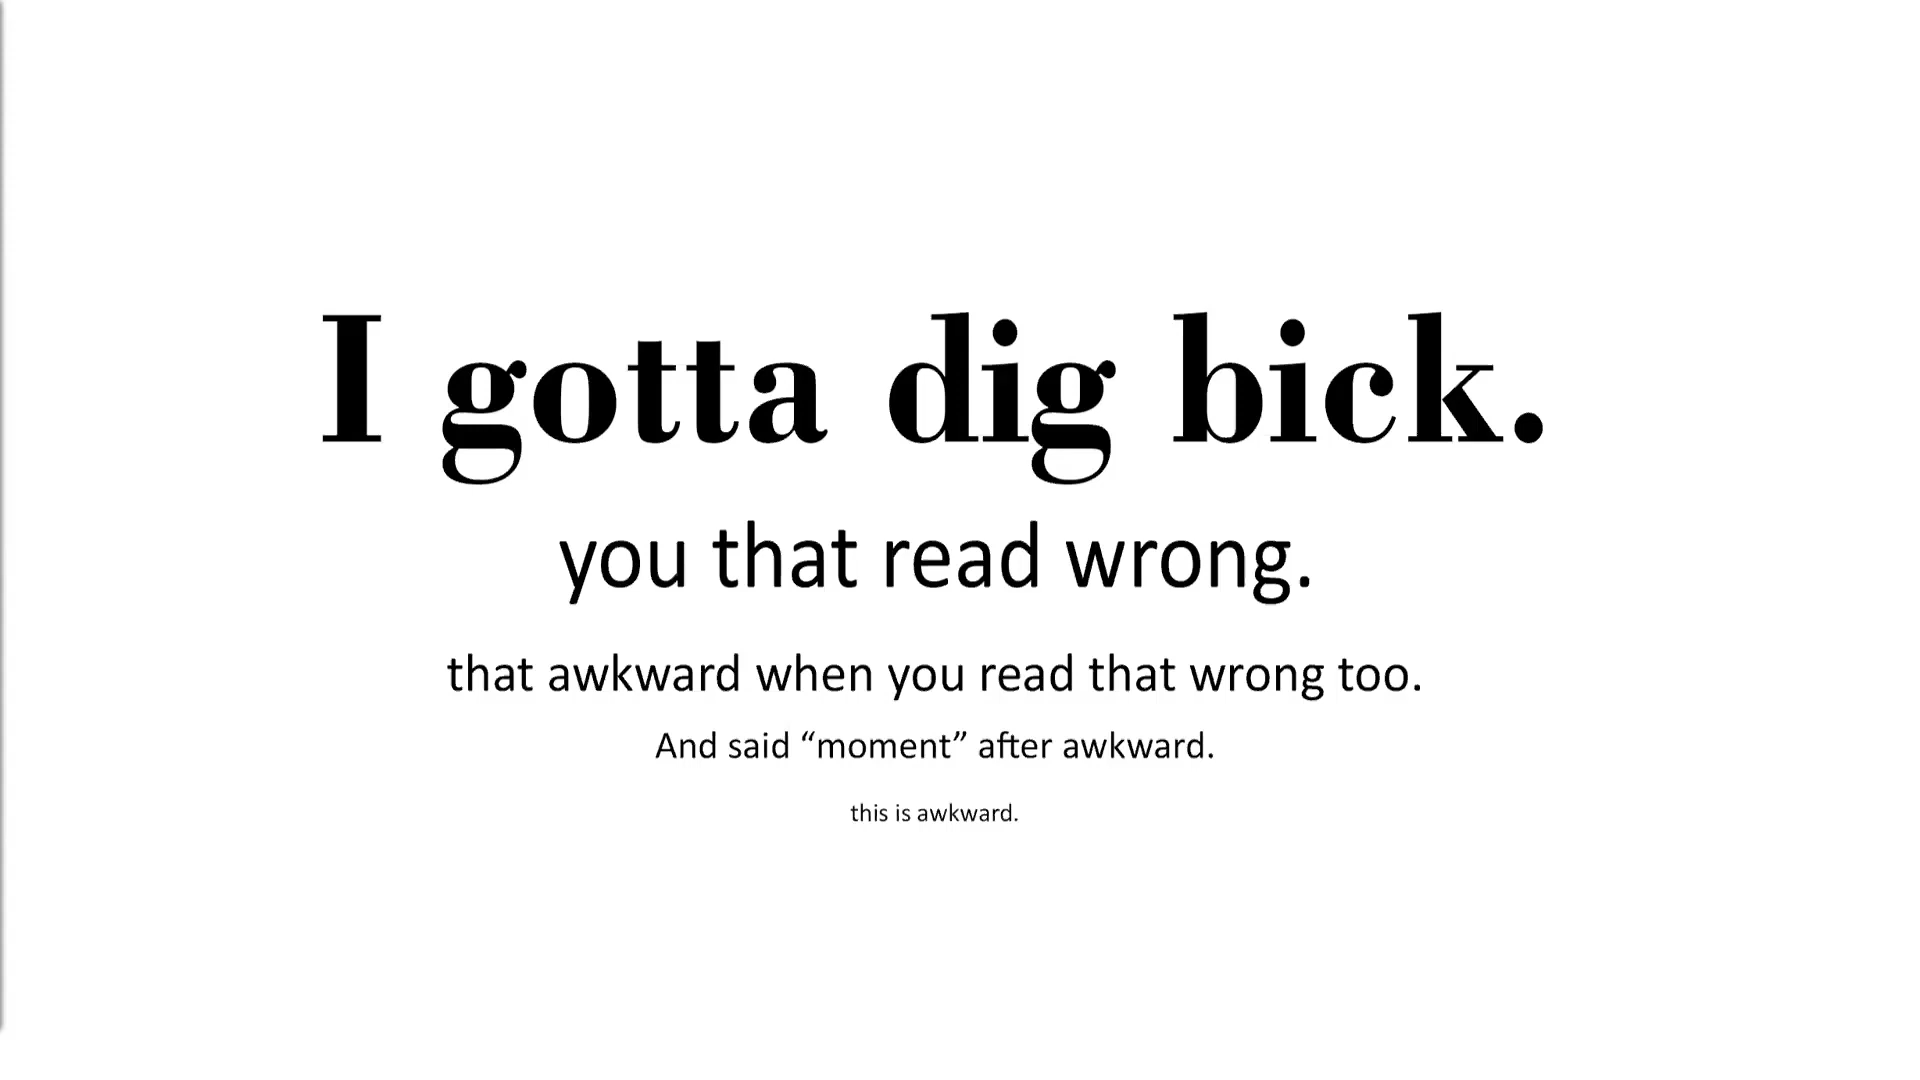 I gotta dig bick.
you that read wrong.
that awkward when you read that wrong too.
And said “moment” after awkward.
this is awkward.